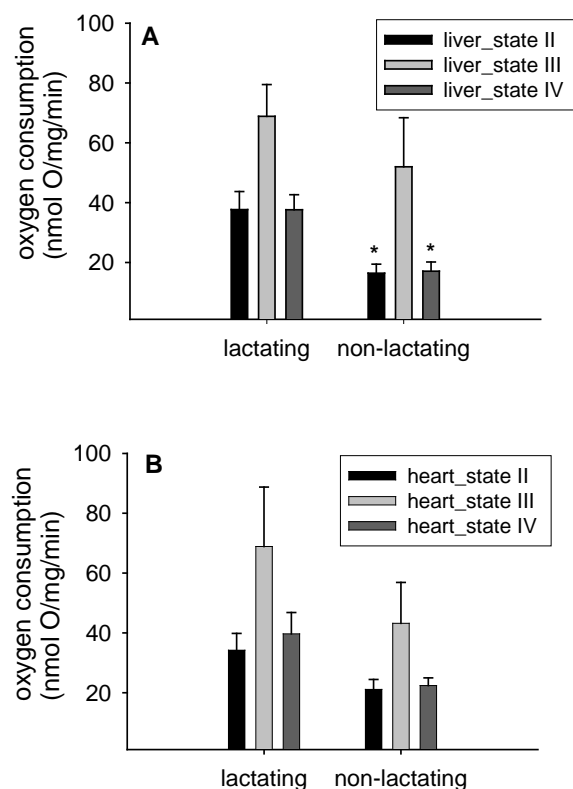 A
liver_state II
liver_state III
liver_state IV
oxygen consumption
(nmol O/mg/min)
100
80
60
40
20
*
*
lactating
non-lactating
B
heart_state II
heart_state III
heart_state IV
oxygen consumption
(nmol O/mg/min)
100
80
60
40
20
lactating
non-lactating